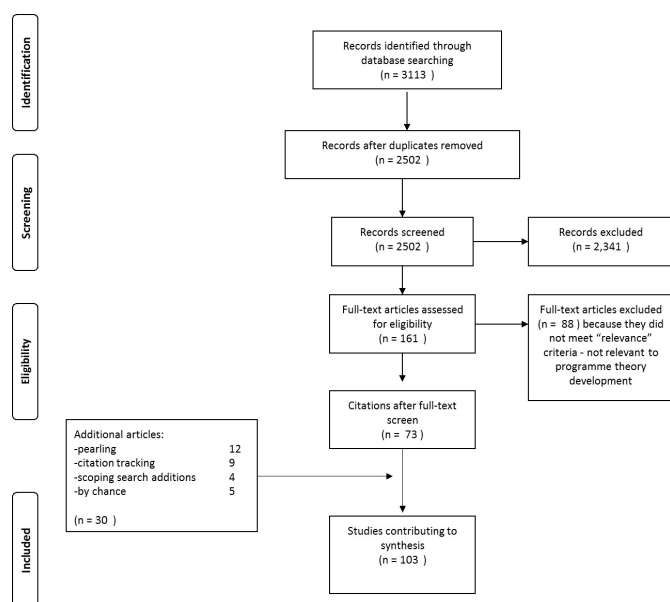 Identification
Records identified through
database searching
(n = 3113 )
Records after duplicates removed
(n = 2502 )
Screening
Records screened
(n = 2502 )
Records excluded
(n = 2,341 )
Eligibility
Full-text articles assessed
for eligibility
(n = 161 )
Full-text articles excluded
(n = 88 ) because they did
not meet “relevance”
criteria - not relevant to
programme theory
development
Citations after full-text
screen
(n = 73 )
Additional articles:
-pearling 12
-citation tracking 9
-scoping search additions 4
-by chance 5
(n = 30 )
Included
Studies contributing to
synthesis
(n = 103 )